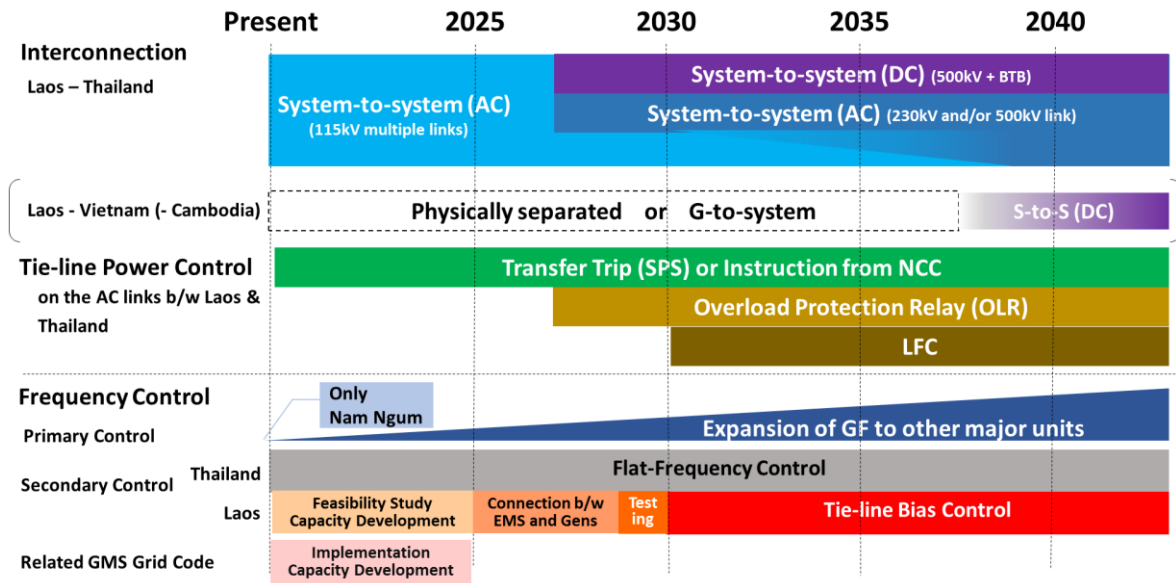 Present 2025 2030 2035 2040
Interconnection
Laos – Thailand
System-to-system (AC)
(115kV multiple links)
System-to-system (DC) (500kV + BTB)
System-to-system (AC) (230kV and/or 500kV link)
Laos - Vietnam (- Cambodia)
Physically separated or G-to-system
S-to-S (DC)
Tie-line Power Control
on the AC links b/w Laos &
Thailand
Transfer Trip (SPS) or Instruction from NCC
Overload Protection Relay (OLR)
LFC
Frequency Control
Only
Nam Ngum
Primary Control
Expansion of GF to other major units
Secondary Control
Thailand
Flat-Frequency Control
Laos
Feasibility Study
Capacity Development
Connection b/w
EMS and Gens
Test
ing
Tie-line Bias Control
Related GMS Grid Code
Implementation
Capacity Development